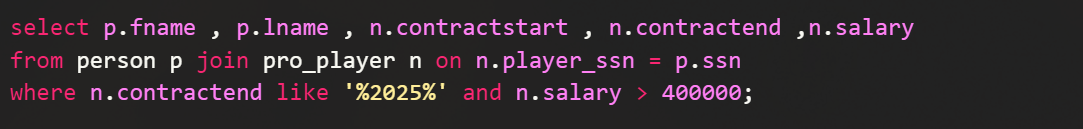 select p.fname , p.lname , n.contractstart , n.contractend ,n.salary
from person p join pro_player n on n.player_ssn = p.ssn
where n.contractend like '%2025%' and n.salary > 400000;